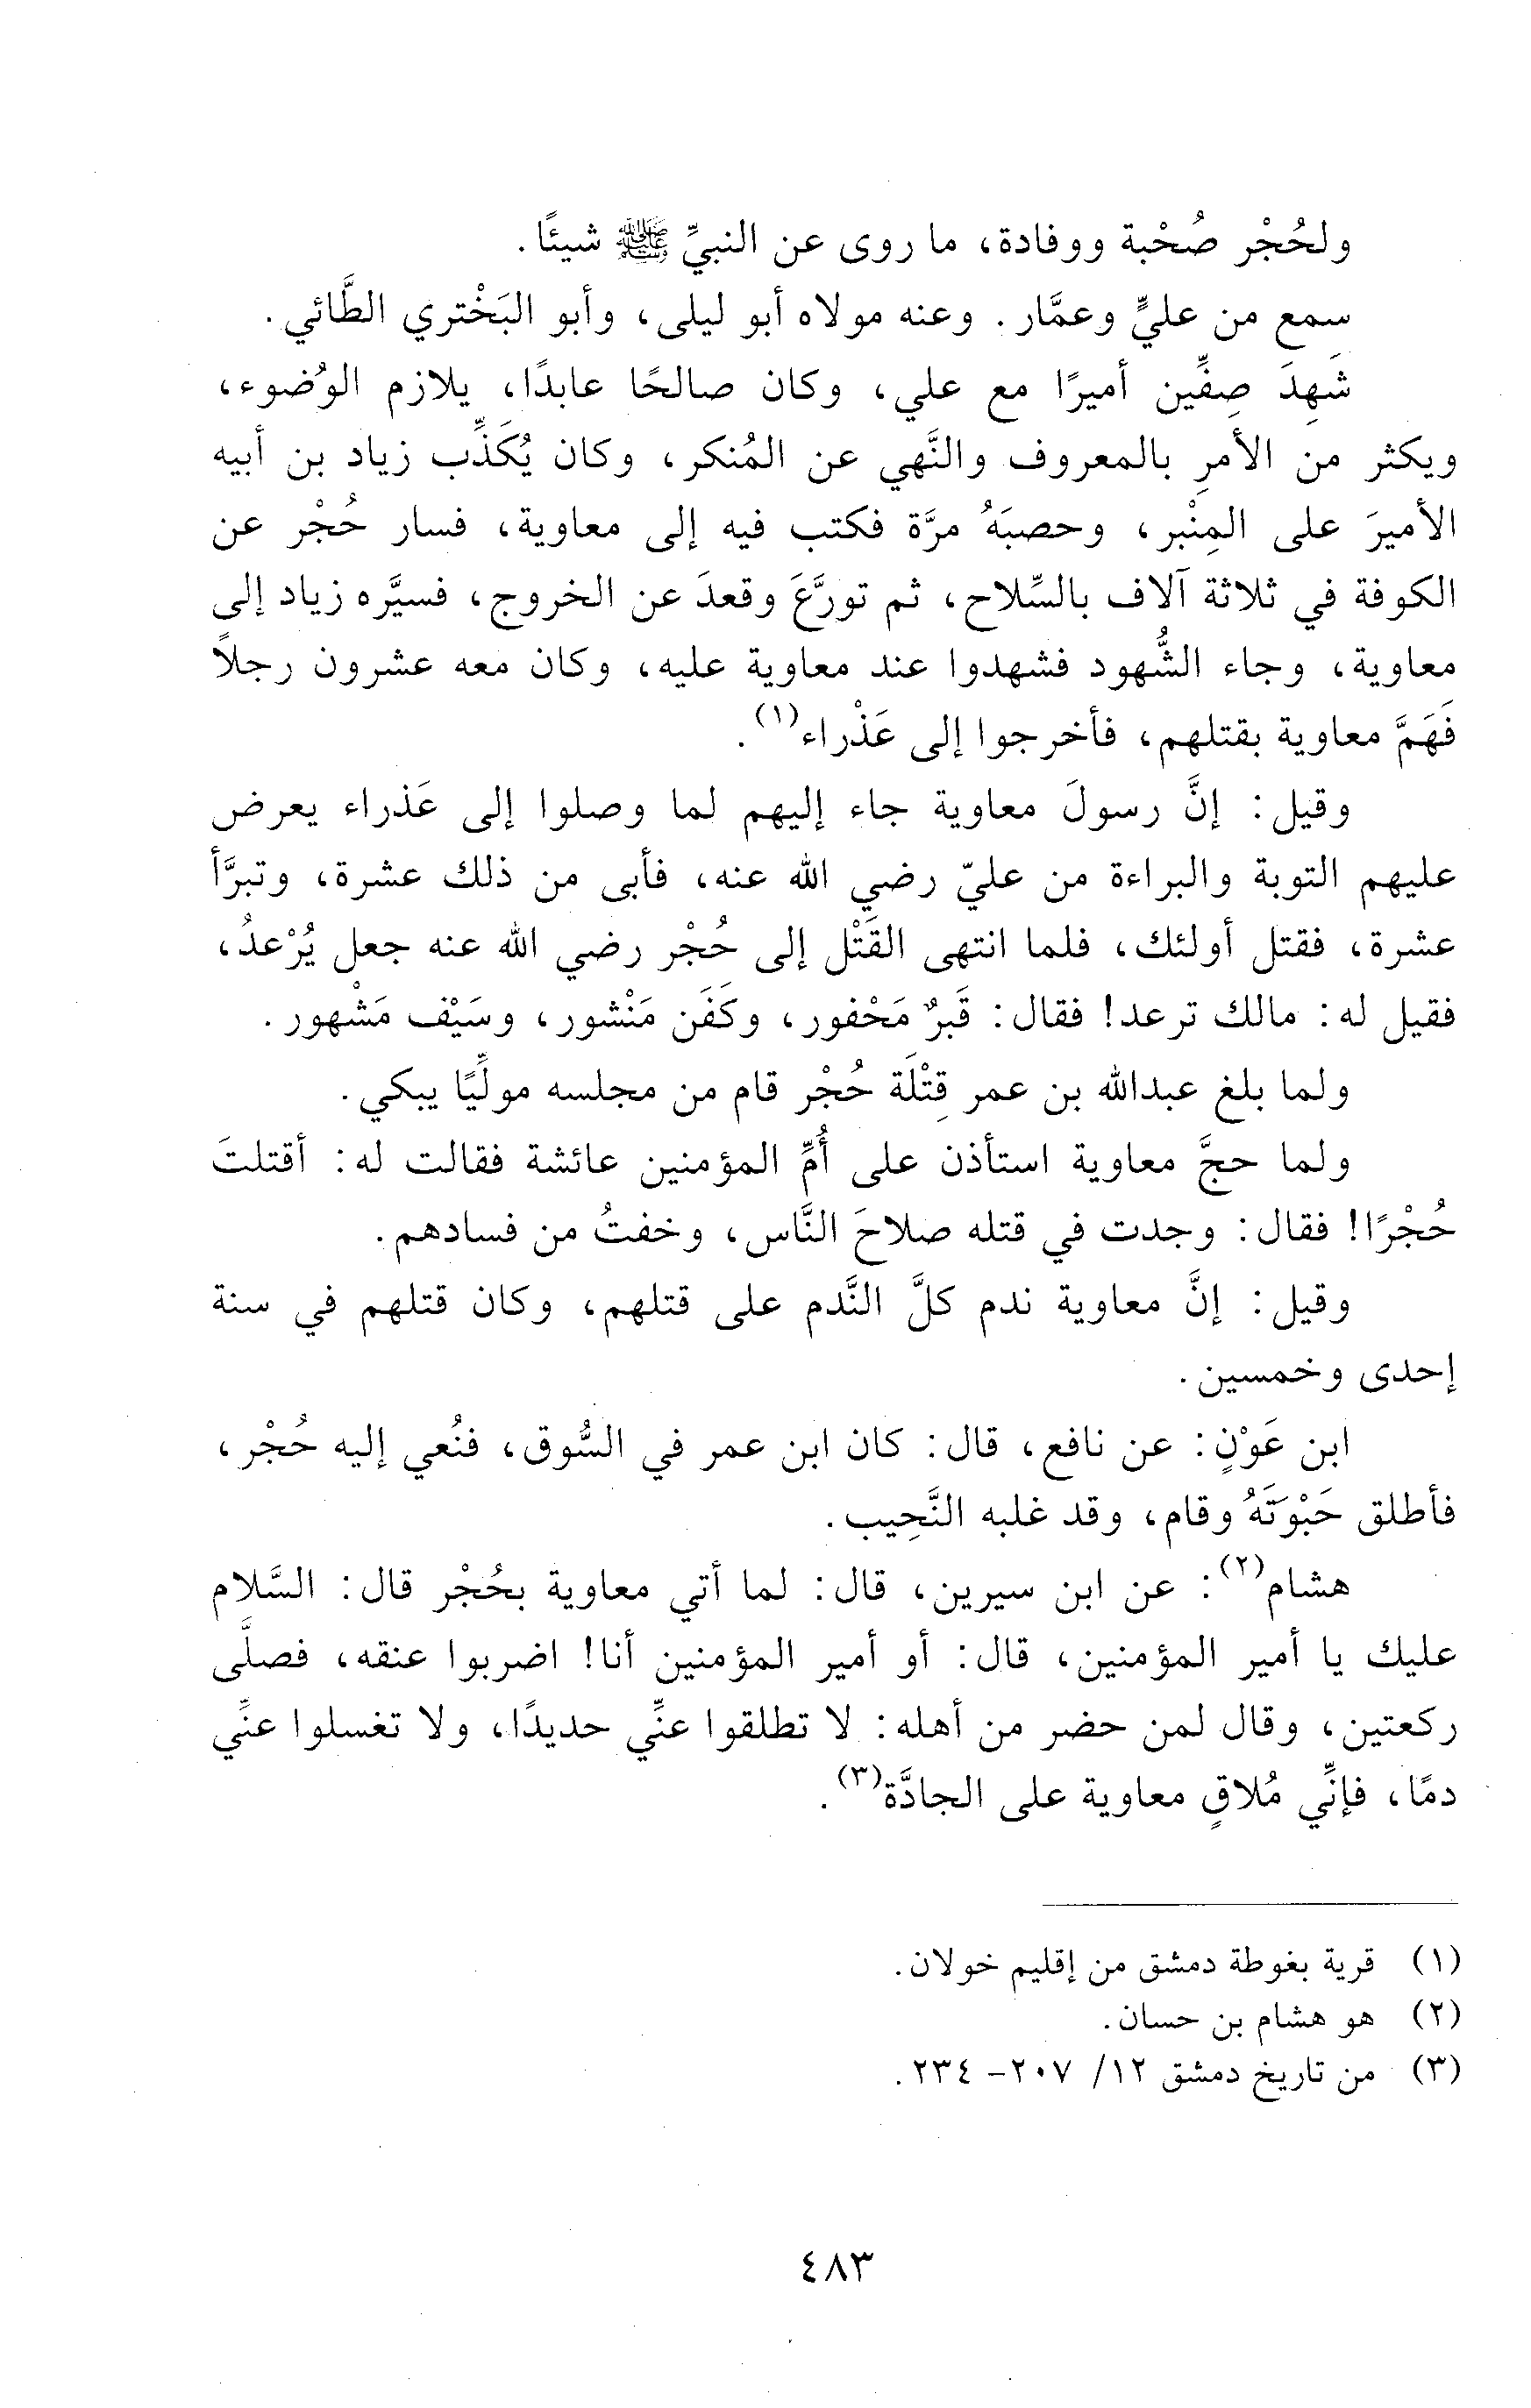 ولحُجْر صُحْبة ووفادة، ما روى عن النبيِّ ﷺ شيئًا.
سمع من عليٍّ وعمَّار. وعنه مولاه أبو ليلى، وأبو البَخْتري الطَّائي.
شَهِدَ صِفِّين أميرًا مع علي، وكان صالحًا عابدًا، يلازم الوُضوء،
ويكثر من الأمرِ بالمعروف والنَّهي عن المُنكر، وكان يُكَذِّب زياد بن أبيه
الأميرَ على المِنْبر، وحصبَهُ مرَّة فكتب فيه إلى معاوية، فسار حُجْر عن
الكوفة في ثلاثة آلاف بالسِّلاح، ثم تورَّعَ وقعدَ عن الخروج، فسيَّره زياد إلى
معاوية، وجاء الشُّهود فشهدوا عند معاوية عليه، وكان معه عشرون رجلاً
فَهَمَّ معاوية بقتلهم، فأخرجوا إلى عَذْراء(١).
وقيل: إنَّ رسولَ معاوية جاء إليهم لما وصلوا إلى عَذراء يعرض
عليهم التوبة والبراءة من عليّ رضي الله عنه، فأبى من ذلك عشرة، وتبرَّأ
عشرة، فقتل أولئك، فلما انتهى القَتْل إلى حُجْر رضي الله عنه جعل يُرْعدُ،
فقيل له: مالك ترعد! فقال: قَبرٌ مَحْفور، وكَفَن مَنْشور، وسَيْف مَشْهور.
ولما بلغ عبدالله بن عمر قِتْلَة حُجْر قام من مجلسه مولِّيًا يبكي.
ولما حجَّ معاوية استأذن على أُمِّ المؤمنين عائشة فقالت له: أقتلتَ
حُجْرًا! فقال: وجدت في قتله صلاحَ النَّاس، وخفتُ من فسادهم.
وقيل: إنَّ معاوية ندم كلَّ النَّدم على قتلهم، وكان قتلهم في سنة
إحدى وخمسين.
ابن عَوْنٍ: عن نافع، قال: كان ابن عمر في السُّوق، فنُعي إليه حُجْر،
فأطلق حَبْوَتَهُ وقام، وقد غلبه النَّحِيب.
هشام(٢): عن ابن سيرين، قال: لما أتي معاوية بحُجْر قال: السَّلام
عليك يا أمير المؤمنين، قال: أو أمير المؤمنين أنا! اضربوا عنقه، فصلَّى
ركعتين، وقال لمن حضر من أهله: لا تطلقوا عنِّي حديدًا، ولا تغسلوا عنِّي
دمًا، فإنِّي مُلاقٍ معاوية على الجادَّة(٣).
(١) قرية بغوطة دمشق من إقليم خولان.
(٢) هو هشام بن حسان.
(٣) من تاريخ دمشق ١٢/ ٢٠٧- ٢٣٤.
٤٨٣